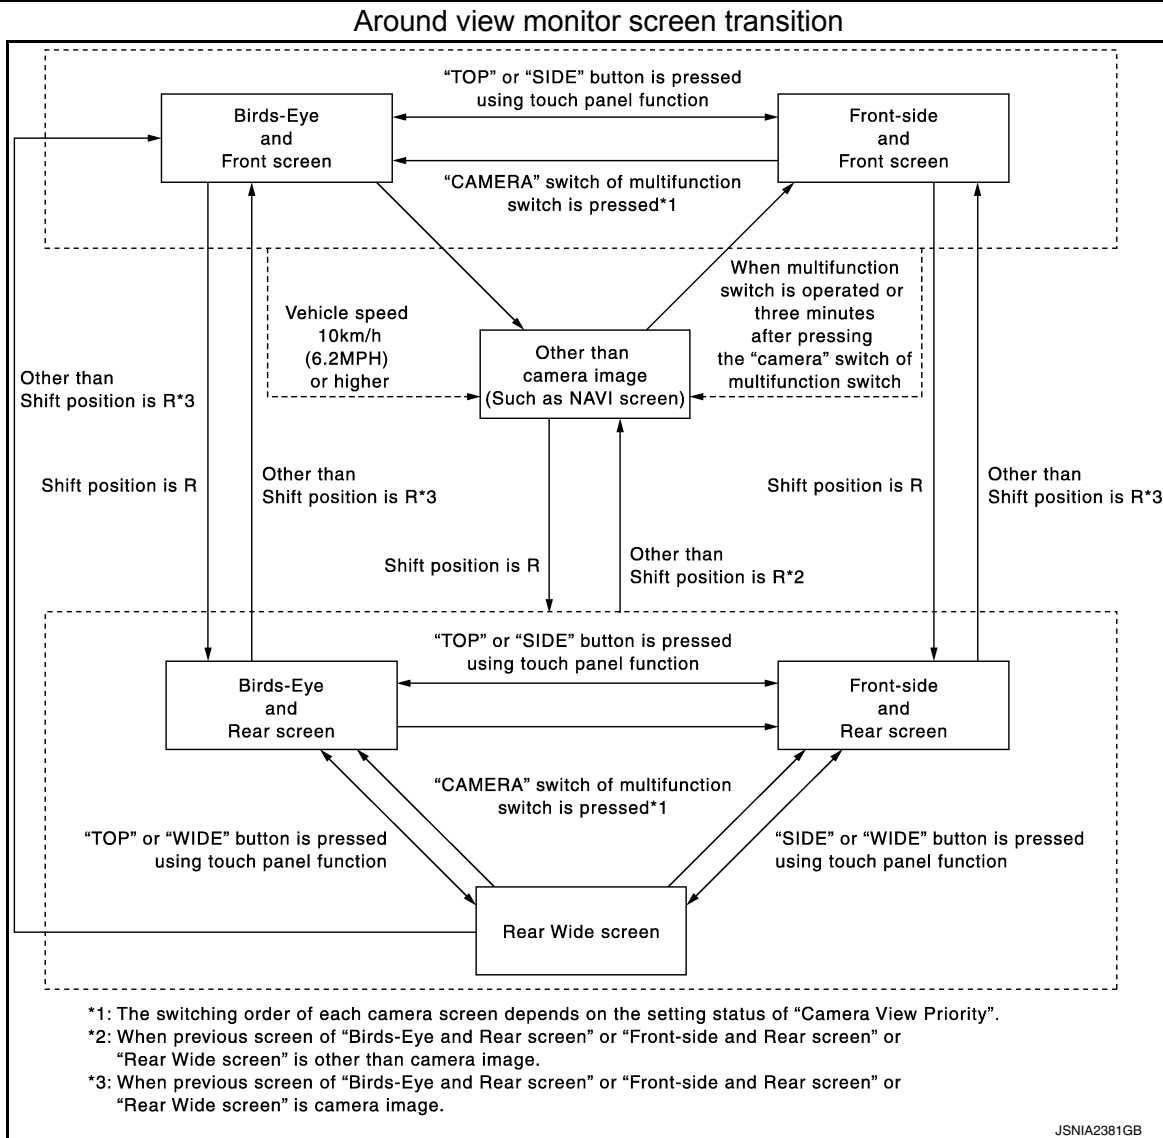 Around view monitor screen transition
“TOP” or “SIDE” button is pressed
using touch panel function
Birds-Eye
and
Front screen
Front-side
and
Front screen
“CAMERA” switch of multifunction
switch is pressed*1
When multifunction
switch is operated or
three minutes
after pressing
the “camera” switch of
multifunction switch
Vehicle speed
10km/h
(6.2MPH)
or higher
Other than
camera image
(Such as NAVI screen)
Other than
Shift position is R*3
Shift position is R
Other than
Shift position is R*3
Shift position is R
Other than
Shift position is R*3
Shift position is R
Other than
Shift position is R*2
“TOP” or “SIDE” button is pressed
using touch panel function
Birds-Eye
and
Rear screen
Front-side
and
Rear screen
“CAMERA” switch of multifunction
switch is pressed*1
“TOP” or “WIDE” button is pressed
using touch panel function
“SIDE” or “WIDE” button is pressed
using touch panel function
Rear Wide screen
*1: The switching order of each camera screen depends on the setting status of “Camera View Priority”.
*2: When previous screen of “Birds-Eye and Rear screen” or “Front-side and Rear screen” or
“Rear Wide screen” is other than camera image.
*3: When previous screen of “Birds-Eye and Rear screen” or “Front-side and Rear screen” or
“Rear Wide screen” is camera image.
JSNIA2381GB